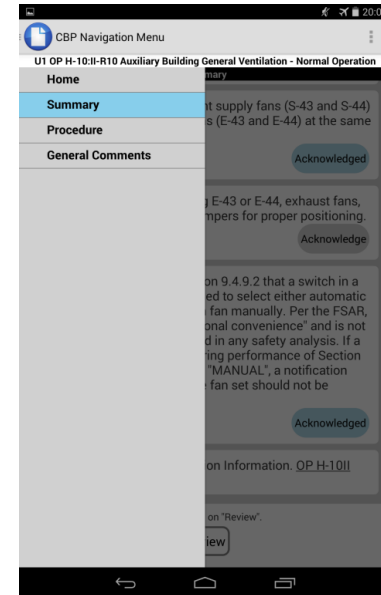 20:0
CBP Navigation Menu
U1 OP H-10:II-R10 Auxiliary Building General Ventilation - Normal Operation
Home
Summary
Procedure
General Comments
mary
nt supply fans (S-43 and S-44)
s (E-43 and E-44) at the same
Acknowledged
g E-43 or E-44, exhaust fans,
mpers for proper positioning.
Acknowledge
on 9.4.9.2 that a switch in a
ed to select either automatic
fan manually. Per the FSAR,
onal convenience" and is not
d in any safety analysis. If a
ring performance of Section
"MANUAL", a notification
fan set should not be
Acknowledged
on Information. OP H-10II
on "Review".
iew